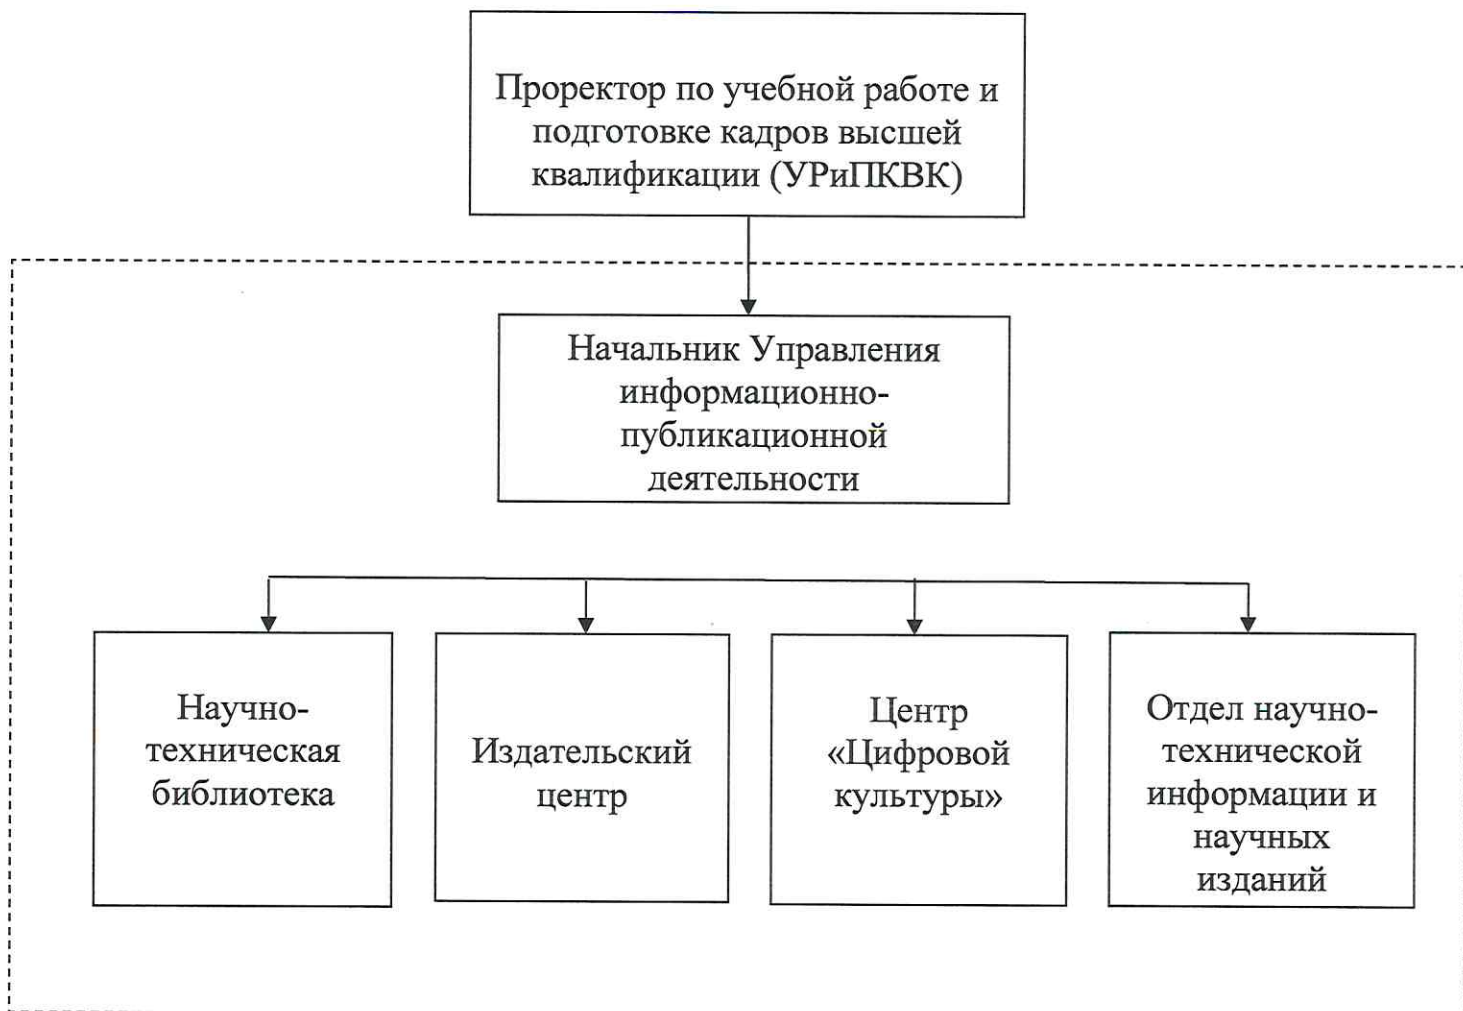 Проректор по учебной работе и
подготовке кадров высшей
квалификации (УРиПКВК)
Начальник Управления
информационно-
публикационной
деятельности
Научно-
техническая
библиотека
Издательский
центр
Центр
«Цифровой
культуры»
Отдел научно-
технической
информации и
научных
изданий